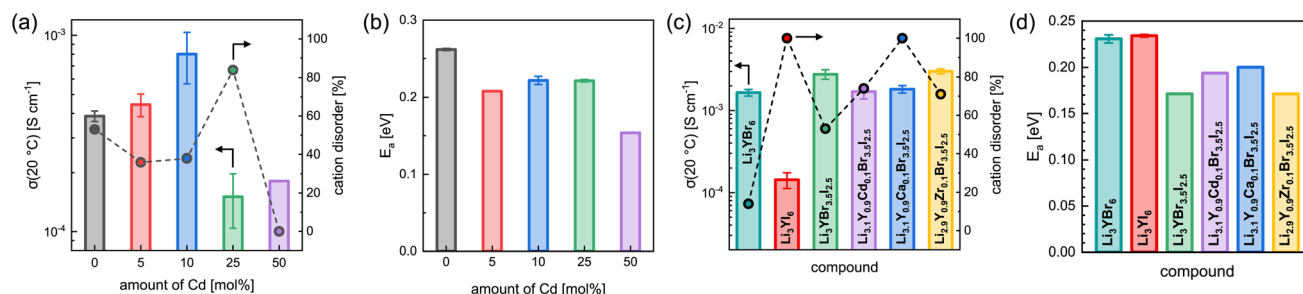 (a)
σ(20 °C) [S cm⁻¹]
10⁻³
10⁻⁴
100
80
60
40
20
0
cation disorder [%]
0 5 10 25 50
amount of Cd [mol%]
(b)
E_a [eV]
0.3
0.2
0.1
0.0
0 5 10 25 50
amount of Cd [mol%]
(c)
σ(20 °C) [S cm⁻¹]
10⁻²
10⁻³
10⁻⁴
Li₃YBr₆
Li₃YI₆
Li₃YBr₃.₅I₂.₅
Li₃.₁Y₀.₉Cd₀.₁Br₃.₅I₂.₅
Li₃.₁Y₀.₉Ca₀.₁Br₃.₅I₂.₅
Li₂.₉Y₀.₉Zr₀.₁Br₃.₅I₂.₅
100
80
60
40
20
0
cation disorder [%]
compound
(d)
E_a [eV]
0.25
0.20
0.15
0.10
0.05
0.00
Li₃YBr₆
Li₃YI₆
Li₃YBr₃.₅I₂.₅
Li₃.₁Y₀.₉Cd₀.₁Br₃.₅I₂.₅
Li₃.₁Y₀.₉Ca₀.₁Br₃.₅I₂.₅
Li₂.₉Y₀.₉Zr₀.₁Br₃.₅I₂.₅
compound